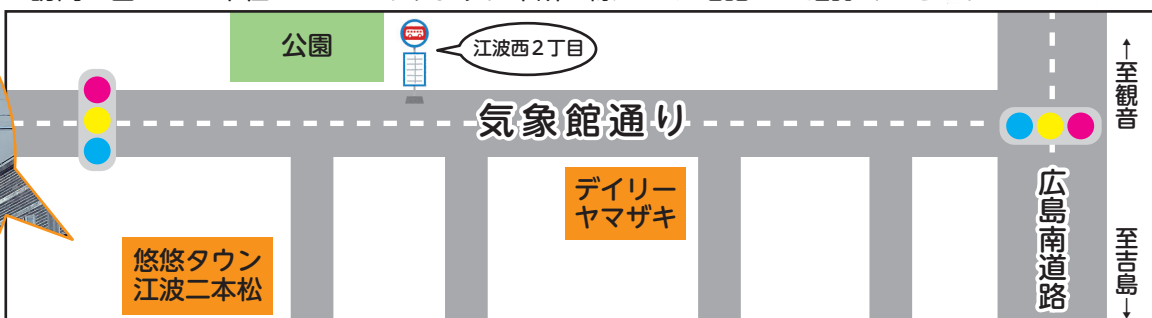 公園
江波西2丁目
気象館通り
↑至観音
デイリー
ヤマザキ
広島南道路
悠悠タウン
江波二本松
至吉島↓